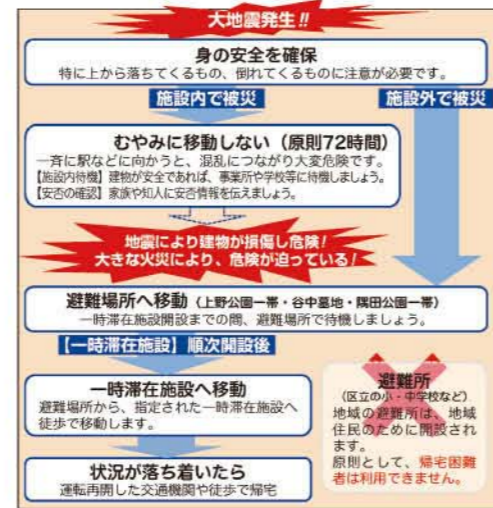 大地震発生!!
身の安全を確保
特に上から落ちてくるもの、倒れてくるものに注意が必要です。
施設内で被災
施設外で被災
むやみに移動しない（原則72時間）
一斉に駅などに向かうと、混乱につながり大変危険です。
【施設内待機】建物が安全であれば、事業所や学校等に待機しましょう。
【安否の確認】家族や知人に安否情報を伝えましょう。
地震により建物が損傷し危険!
大きな火災により、危険が迫っている!
避難場所へ移動（上野公園一帯・谷中墓地・隅田公園一帯）
一時滞在施設開設までの間、避難場所で待機しましょう。
【一時滞在施設】順次開設後
一時滞在施設へ移動
避難場所から、指定された一時滞在施設へ
徒歩で移動します。
状況が落ち着いたら
運転再開した交通機関や徒歩で帰宅
避難所
（区立の小・中学校など）
地域の避難所は、地域
住民のために開設され
ます。
原則として、帰宅困難
者は利用できません。